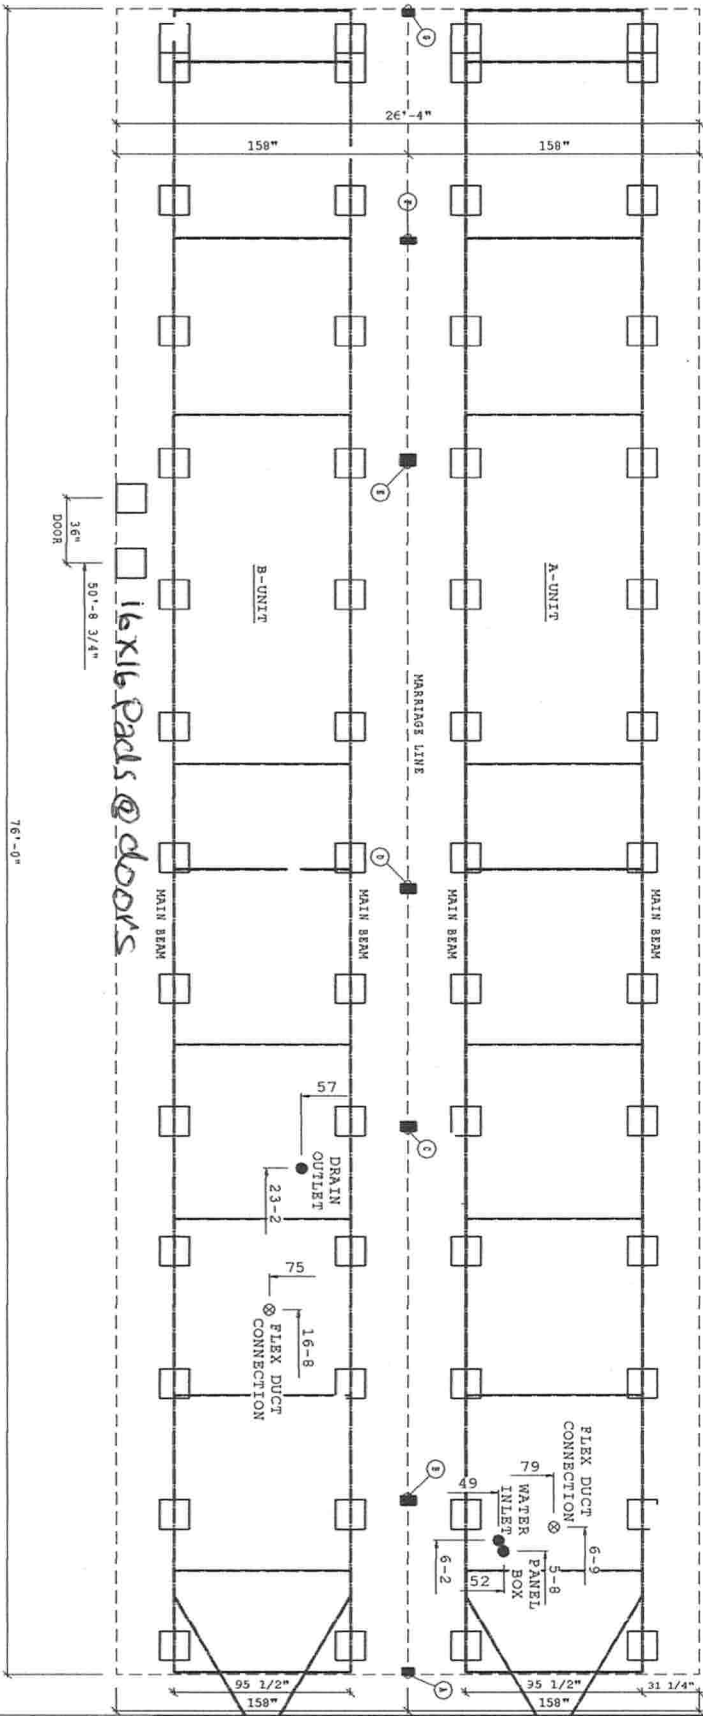 G
26'-4"
158"
158"
F
E
36"
DOOR
50'-8 3/4"
B-UNIT
A-UNIT
16x16 Pads @ doors
MARRIAGE LINE
76'-0"
D
MAIN BEAM
MAIN BEAM
MAIN BEAM
MAIN BEAM
57
C
DRAIN
OUTLET
23-2
75
16-8
FLEX DUCT
CONNECTION
FLEX DUCT
CONNECTION
79
B
49
WATER
INLET
6-9
6-2
52
PANEL
BOX
5-8
A
95 1/2"
95 1/2"
31 1/4"
158"
158"